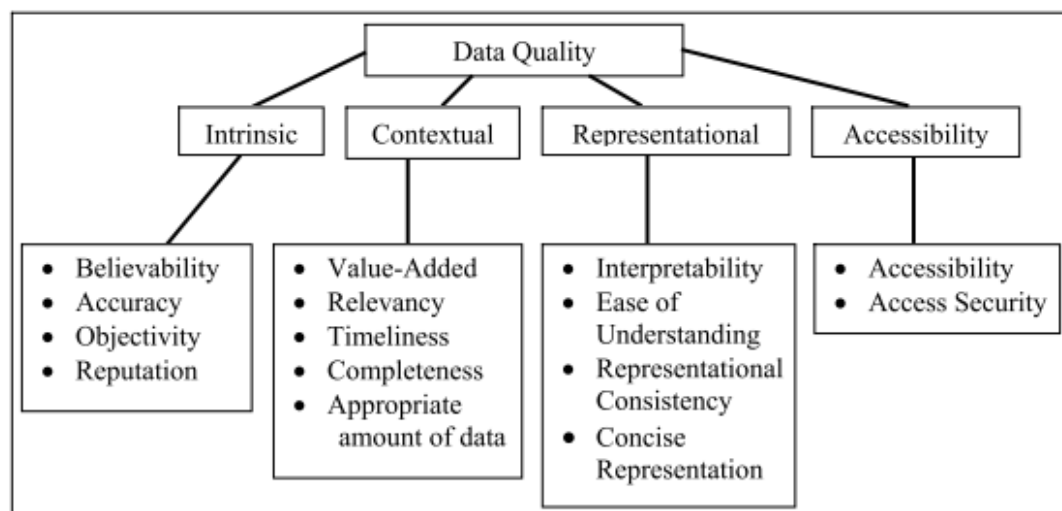 Data Quality
Intrinsic
Contextual
Representational
Accessibility
• Believability
• Accuracy
• Objectivity
• Reputation
• Value-Added
• Relevancy
• Timeliness
• Completeness
• Appropriate
amount of data
• Interpretability
• Ease of
Understanding
• Representational
Consistency
• Concise
Representation
• Accessibility
• Access Security